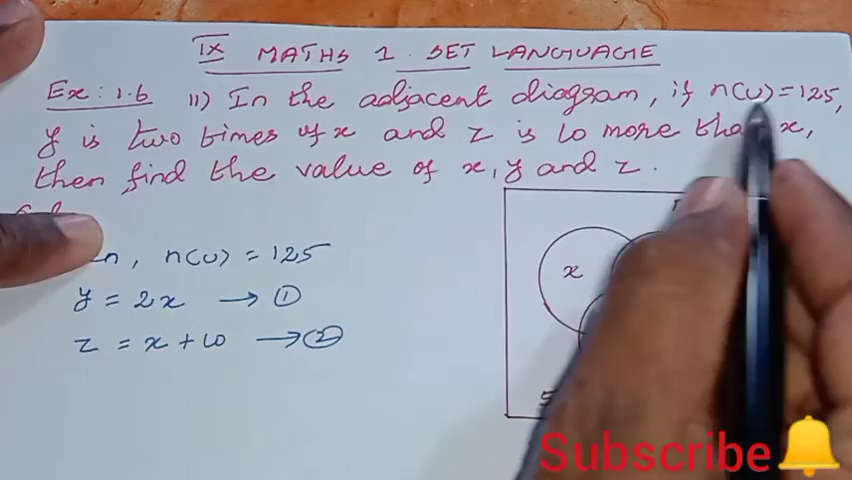 IX MATHS 1. SET LANGUAGE
Ex: 1.6 11) In the adjacent diagram, if n(U) = 125,
y is two times of x and z is 10 more than x,
then find the value of x, y and z.
n, n(U) = 125
y = 2x → ①
z = x + 10 → ②
x
5
Subscribe